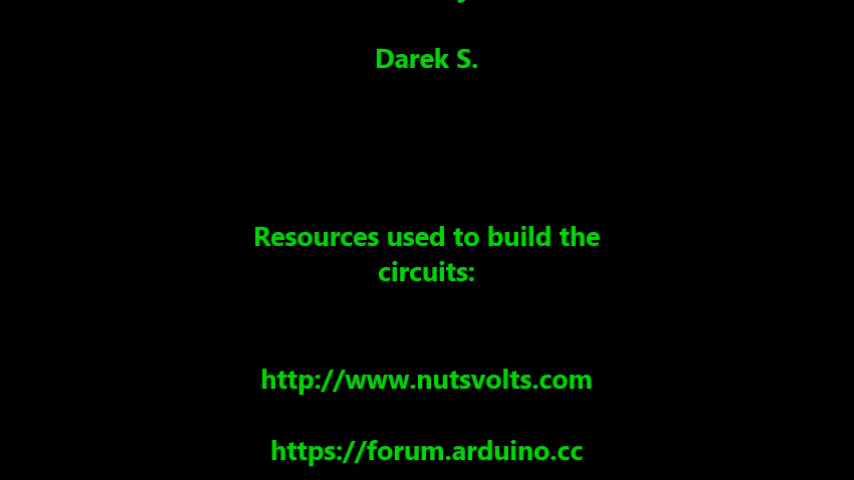 Darek S.
Resources used to build the
circuits:
http://www.nutsvolts.com
https://forum.arduino.cc